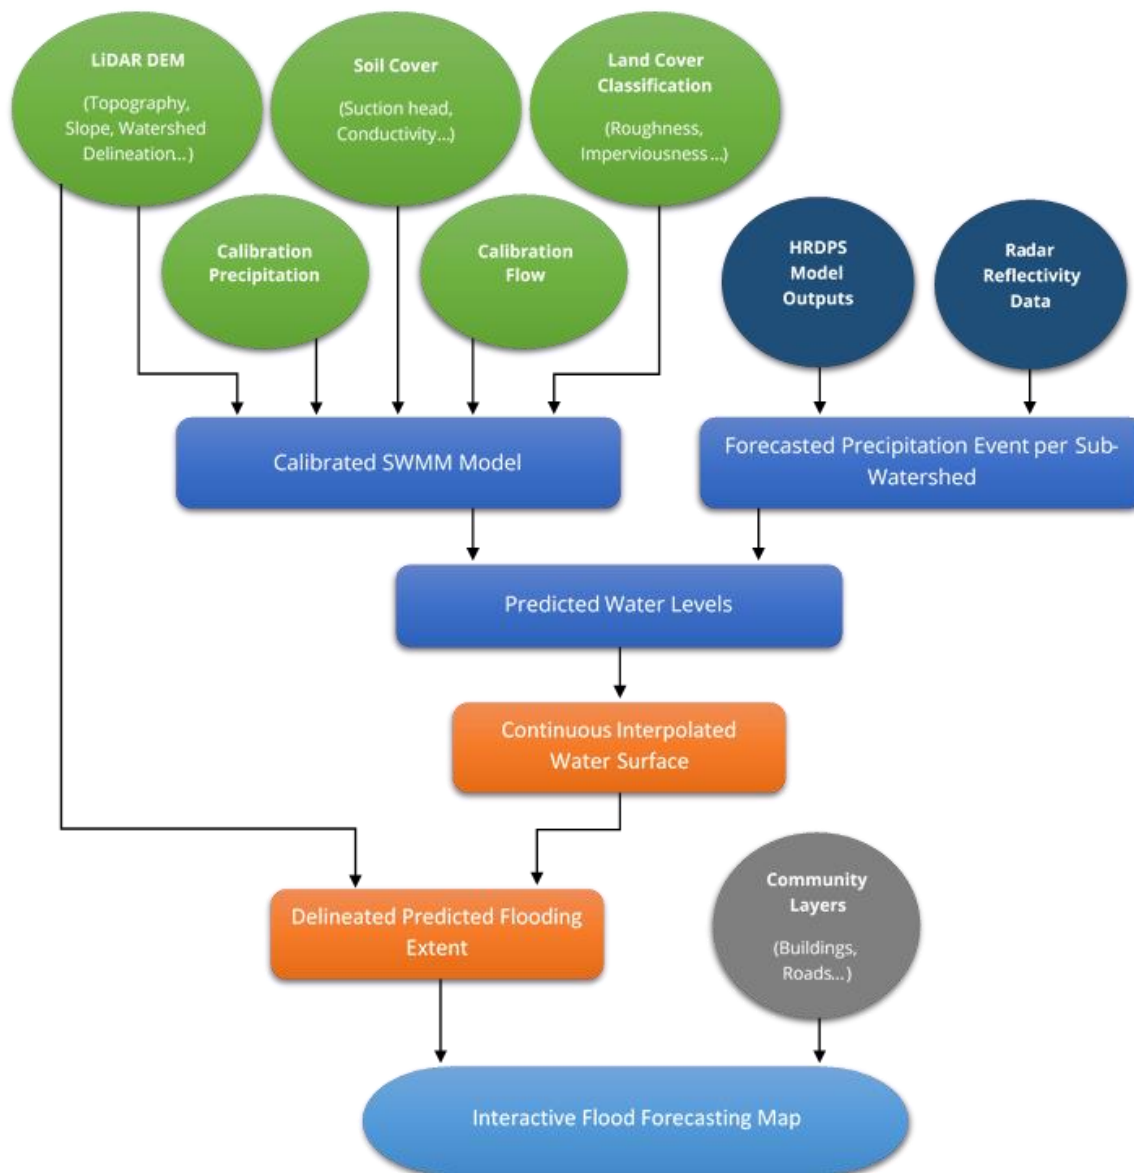 LiDAR DEM
(Topography,
Slope, Watershed
Delineation...)
Soil Cover
(Suction head,
Conductivity...)
Land Cover
Classification
(Roughness,
Imperviousness...)
Calibration
Precipitation
Calibration
Flow
HRDPS
Model
Outputs
Radar
Reflectivity
Data
Calibrated SWMM Model
Forecasted Precipitation Event per Sub-
Watershed
Predicted Water Levels
Continuous Interpolated
Water Surface
Delineated Predicted Flooding
Extent
Community
Layers
(Buildings,
Roads...)
Interactive Flood Forecasting Map